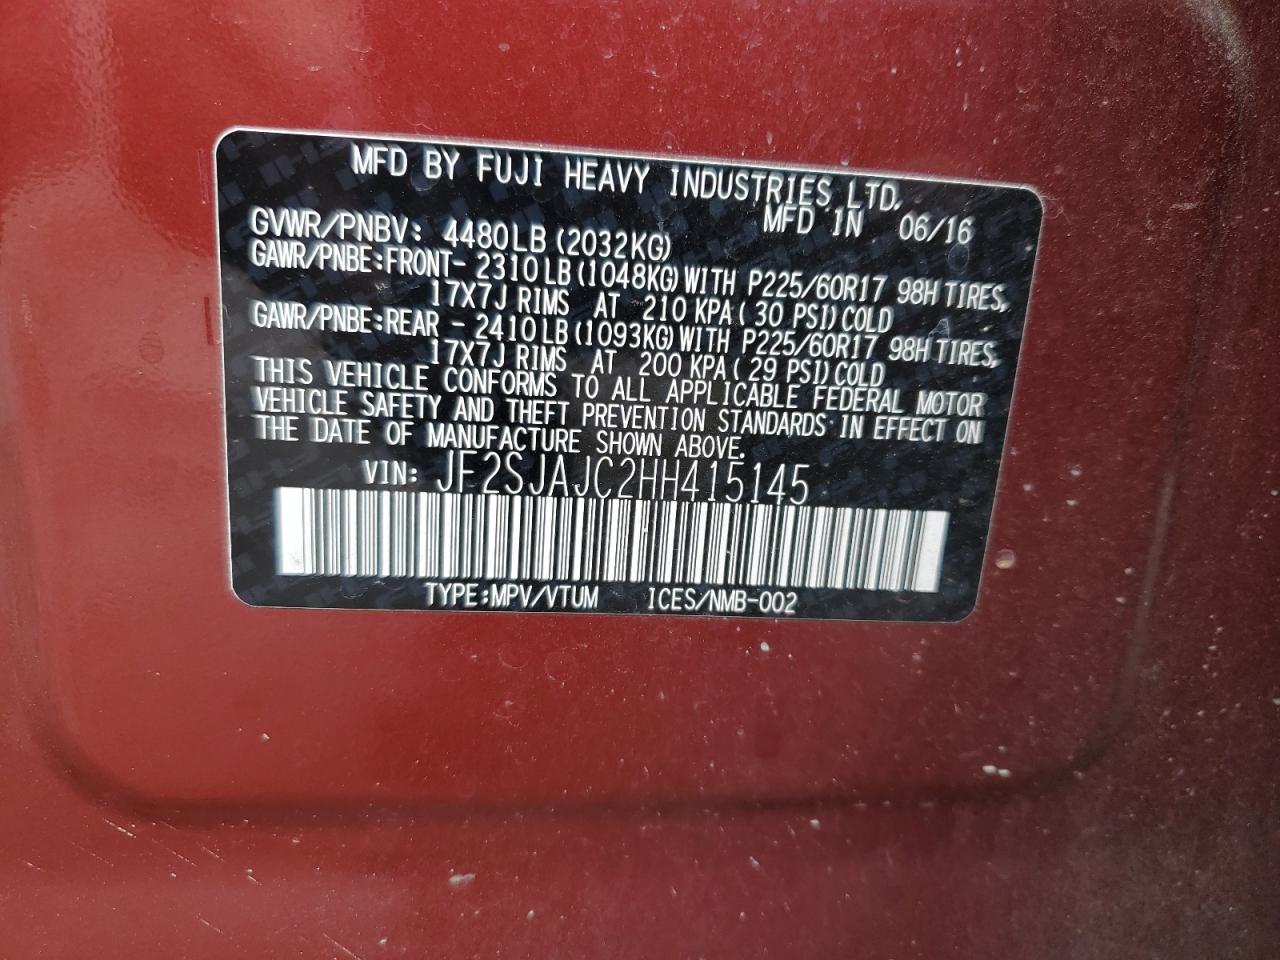 MFD BY FUJI HEAVY INDUSTRIES LTD.
MFD IN 06/16
GVWR/PNBV: 4480LB (2032KG)
GAWR/PNBE:FRONT- 2310LB (1048KG) WITH P225/60R17 98H TIRES,
17X7J RIMS AT 210 KPA ( 30 PSI) COLD
GAWR/PNBE:REAR - 2410LB (1093KG) WITH P225/60R17 98H TIRES,
17X7J RIMS AT 200 KPA ( 29 PSI) COLD
THIS VEHICLE CONFORMS TO ALL APPLICABLE FEDERAL MOTOR
VEHICLE SAFETY AND THEFT PREVENTION STANDARDS IN EFFECT ON
THE DATE OF MANUFACTURE SHOWN ABOVE.
VIN: JF2SJAJC2HH415145
TYPE:MPV/VTUM ICES/NMB-002